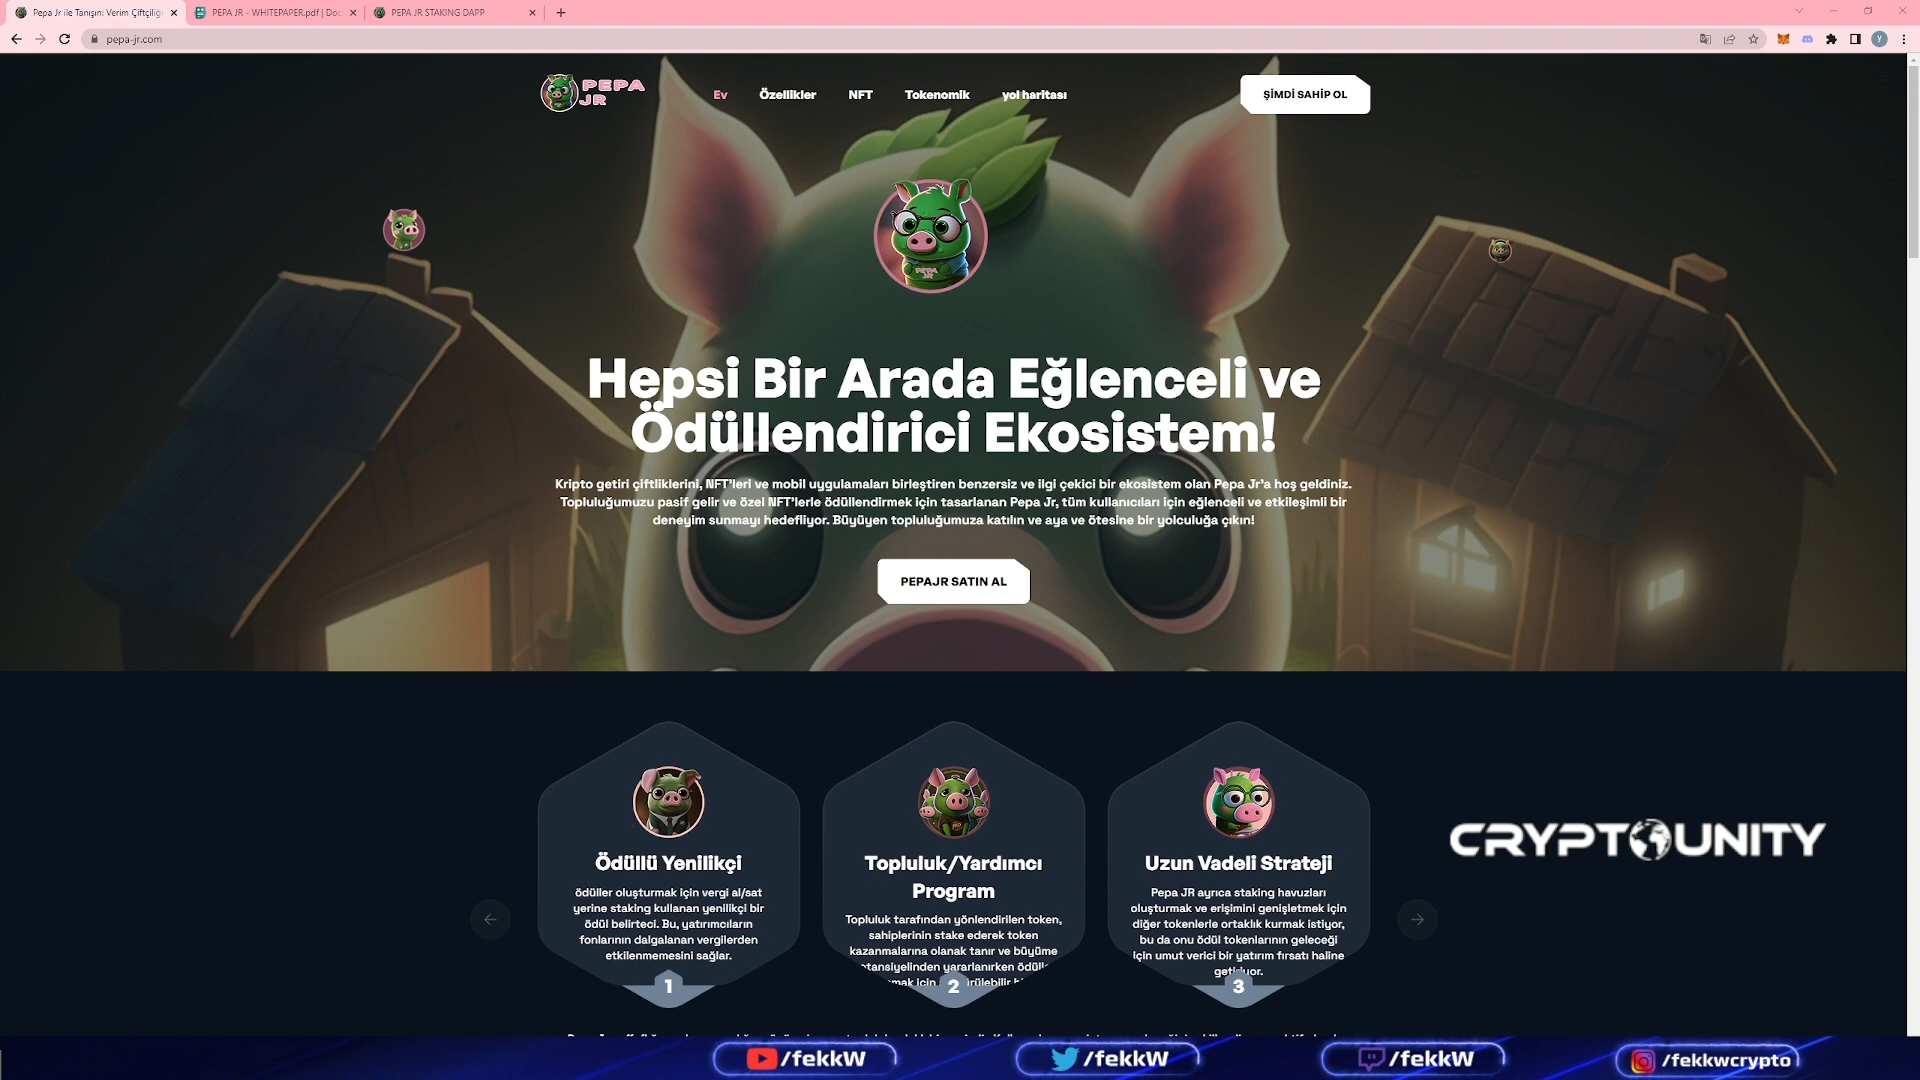 Pepa Jr ile Tanışın: Verim Çiftçiliğ
PEPA JR - WHITEPAPER.pdf | Doc
PEPA JR STAKING DAPP
pepa-jr.com
y
PEPA
JR
Ev
Özellikler
NFT
Tokenomik
yol haritası
ŞİMDİ SAHİP OL
PEPA
JR
Hepsi Bir Arada Eğlenceli ve
Ödüllendirici Ekosistem!
Kripto getiri çiftliklerini, NFT'leri ve mobil uygulamaları birleştiren benzersiz ve ilgi çekici bir ekosistem olan Pepa Jr'a hoş geldiniz.
Topluluğumuzu pasif gelir ve özel NFT'lerle ödüllendirmek için tasarlanan Pepa Jr, tüm kullanıcıları için eğlenceli ve etkileşimli bir
deneyim sunmayı hedefliyor. Büyüyen topluluğumuza katılın ve aya ve ötesine bir yolculuğa çıkın!
PEPAJR SATIN AL
Ödüllü Yenilikçi
ödüller oluşturmak için vergi al/sat
yerine staking kullanan yenilikçi bir
ödül belirteci. Bu, yatırımcıların
fonlarının dalgalanan vergilerden
etkilenmemesini sağlar.
1
Topluluk/Yardımcı
Program
Topluluk tarafından yönlendirilen token,
sahiplerinin stake ederek token
kazanmalarına olanak tanır ve büyüme
için
2
Uzun Vadeli Strateji
Pepa JR ayrıca staking havuzları
oluşturmak ve erişimini genişletmek için
diğer tokenlerle ortaklık kurmak istiyor,
bu da onu ödül tokenlarının geleceği
için umut verici bir yatırım fırsatı haline
getiriyor.
3
CRYPTOUNITY
/fekkW
/fekkW
/fekkW
/fekkwcrypto